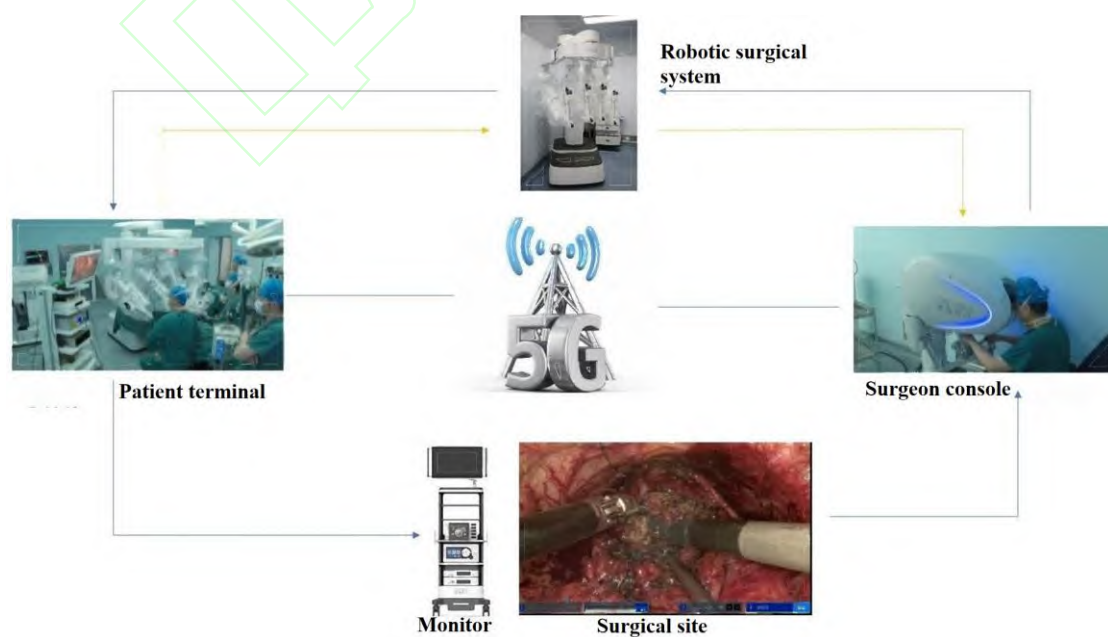 Robotic surgical
system
5G
Patient terminal
Surgeon console
Monitor
Surgical site